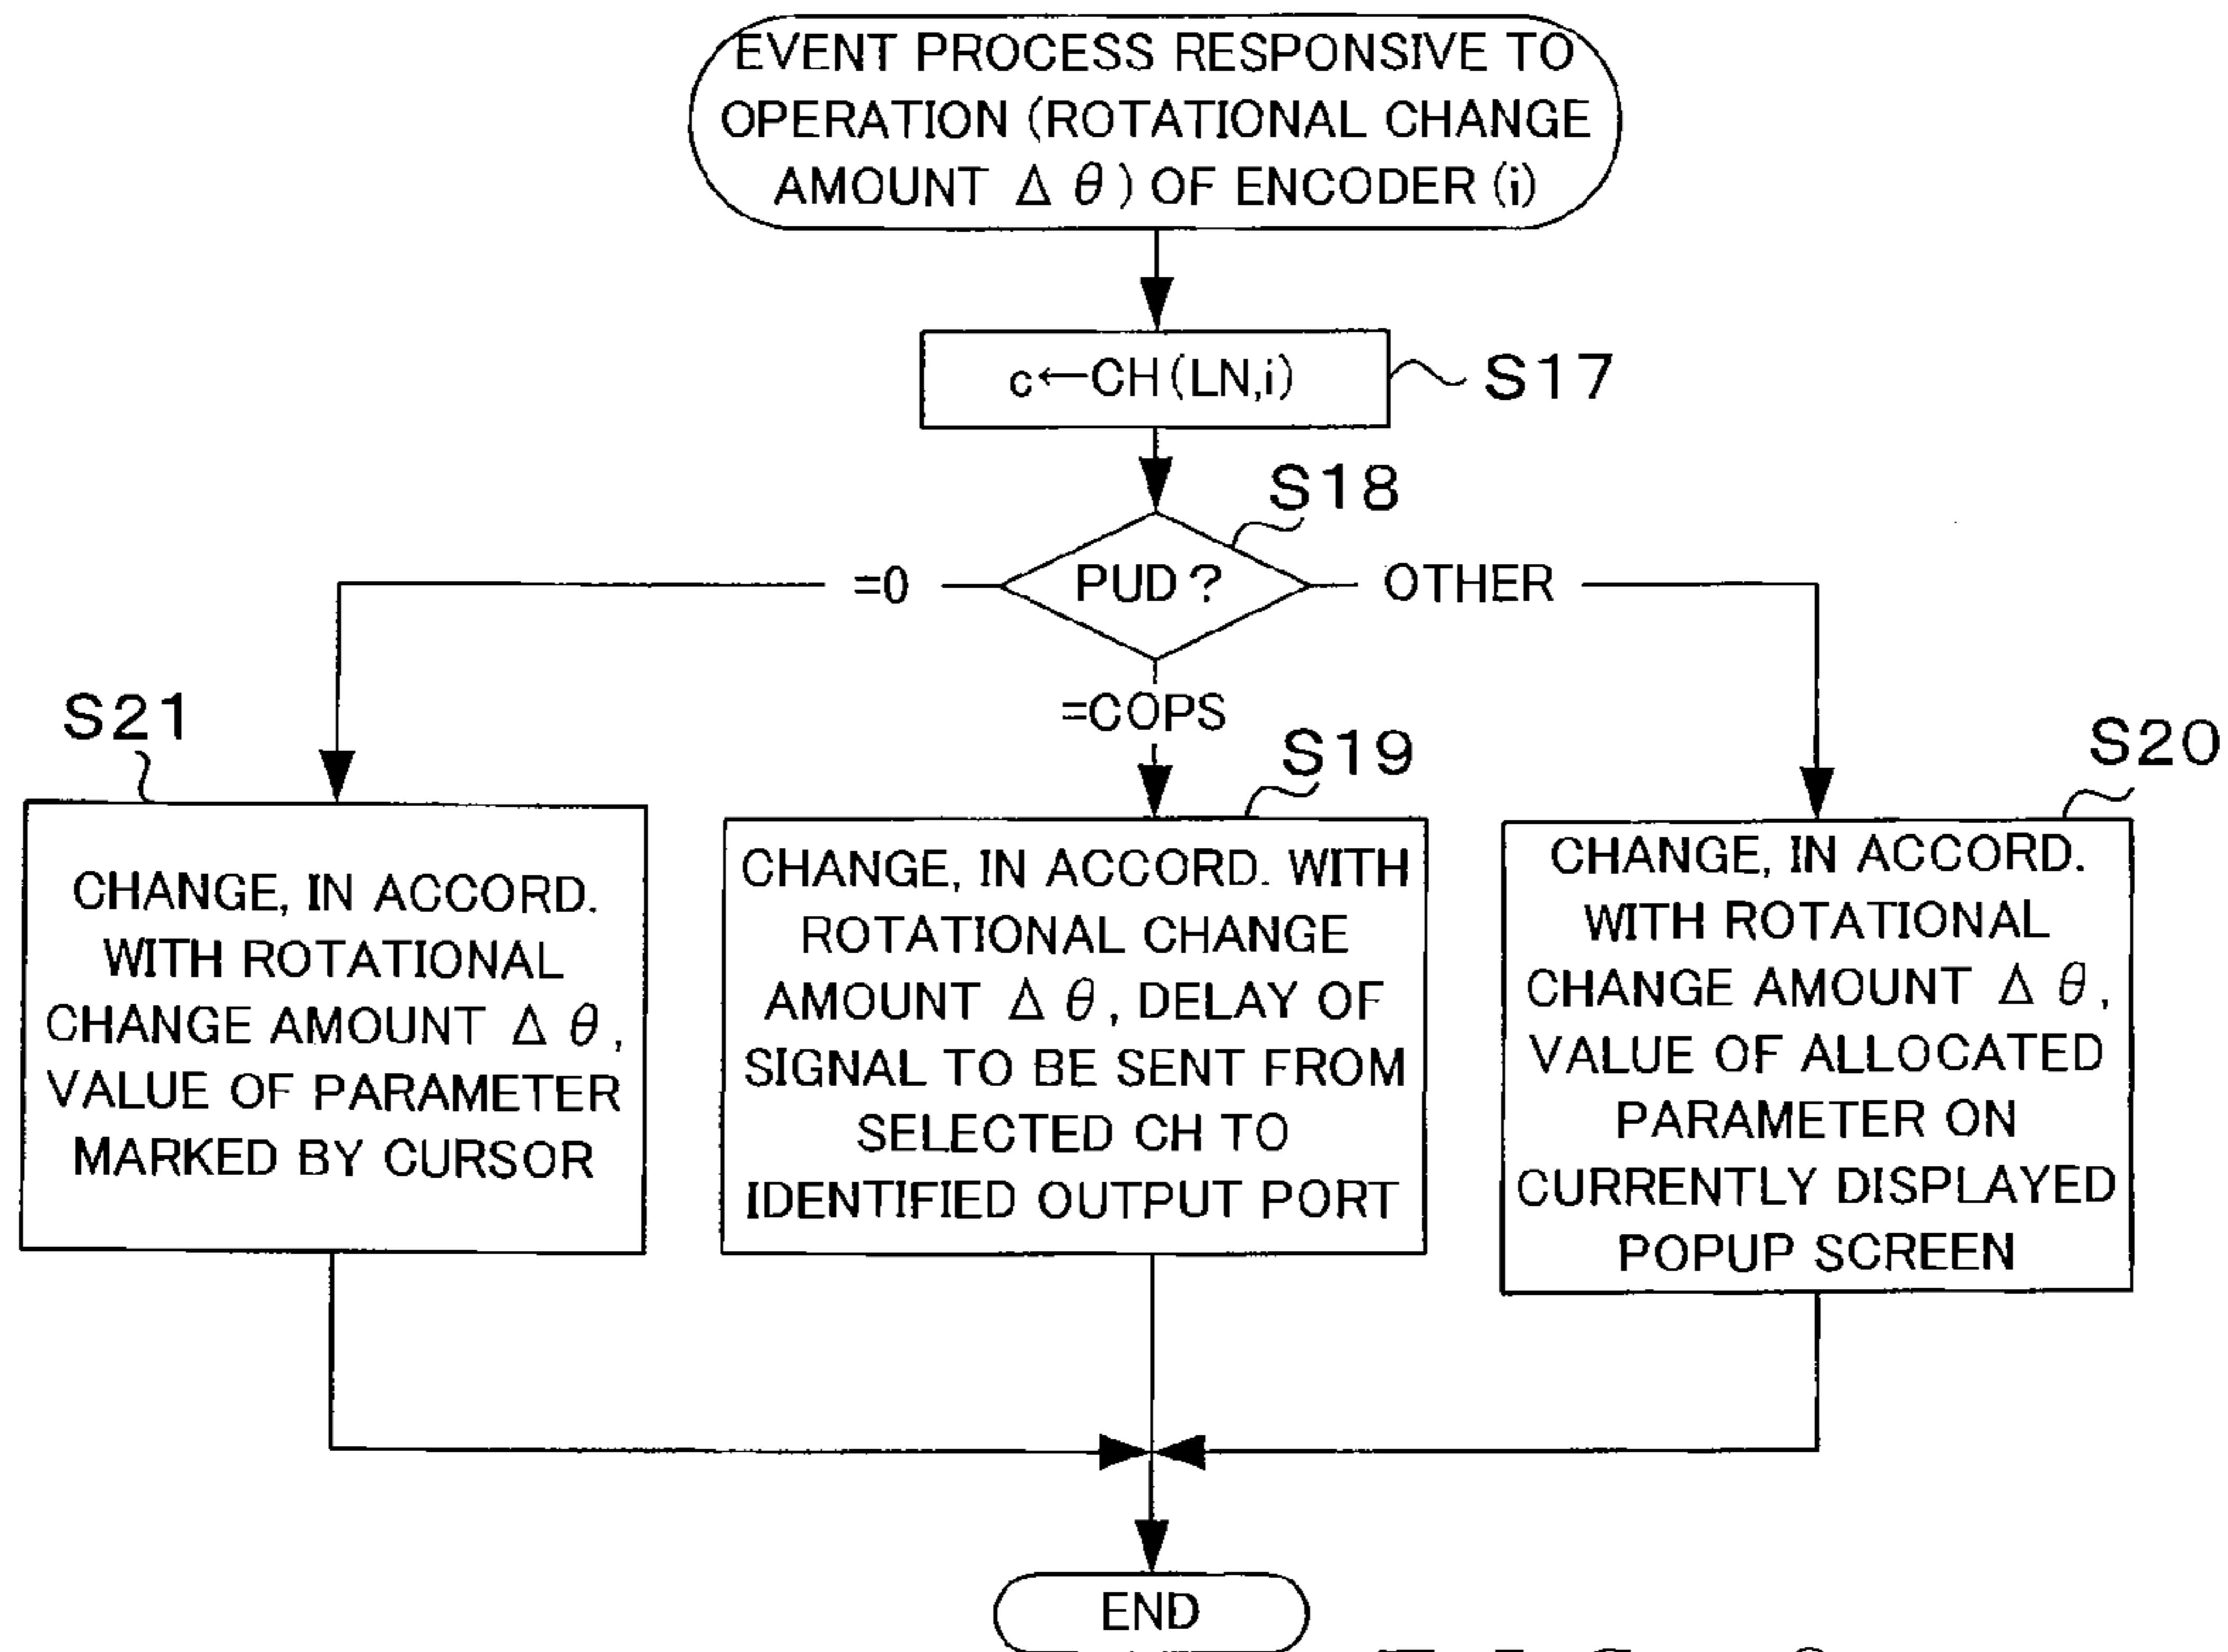 EVENT PROCESS RESPONSIVE TO
OPERATION (ROTATIONAL CHANGE
AMOUNT Δ θ) OF ENCODER (i)
c←CH(LN,i)
S17
S18
PUD?
=0
OTHER
=COPS
S21
CHANGE, IN ACCORD.
WITH ROTATIONAL
CHANGE AMOUNT Δ θ,
VALUE OF PARAMETER
MARKED BY CURSOR
S19
CHANGE, IN ACCORD. WITH
ROTATIONAL CHANGE
AMOUNT Δ θ, DELAY OF
SIGNAL TO BE SENT FROM
SELECTED CH TO
IDENTIFIED OUTPUT PORT
S20
CHANGE, IN ACCORD.
WITH ROTATIONAL
CHANGE AMOUNT Δ θ,
VALUE OF ALLOCATED
PARAMETER ON
CURRENTLY DISPLAYED
POPUP SCREEN
END